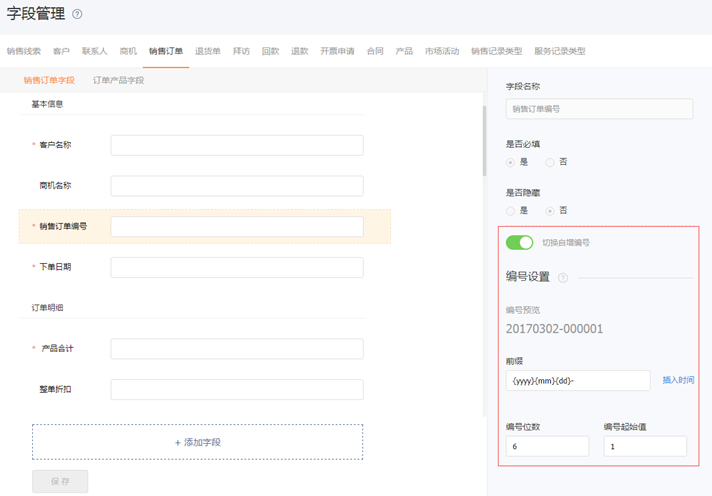 字段管理 ?
销售线索 客户 联系人 商机 销售订单 退货单 拜访 回款 退款 开票申请 合同 产品 市场活动 销售记录类型 服务记录类型
销售订单字段 订单产品字段
基本信息
* 客户名称
商机名称
* 销售订单编号
* 下单日期
订单明细
* 产品合计
整单折扣
+ 添加字段
保 存
字段名称
销售订单编号
是否必填
是 否
是否隐藏
是 否
切换自增编号
编号设置 ?
编号预览
20170302-000001
前缀
{yyyy}{mm}{dd}- 插入时间
编号位数 编号起始值
6 1